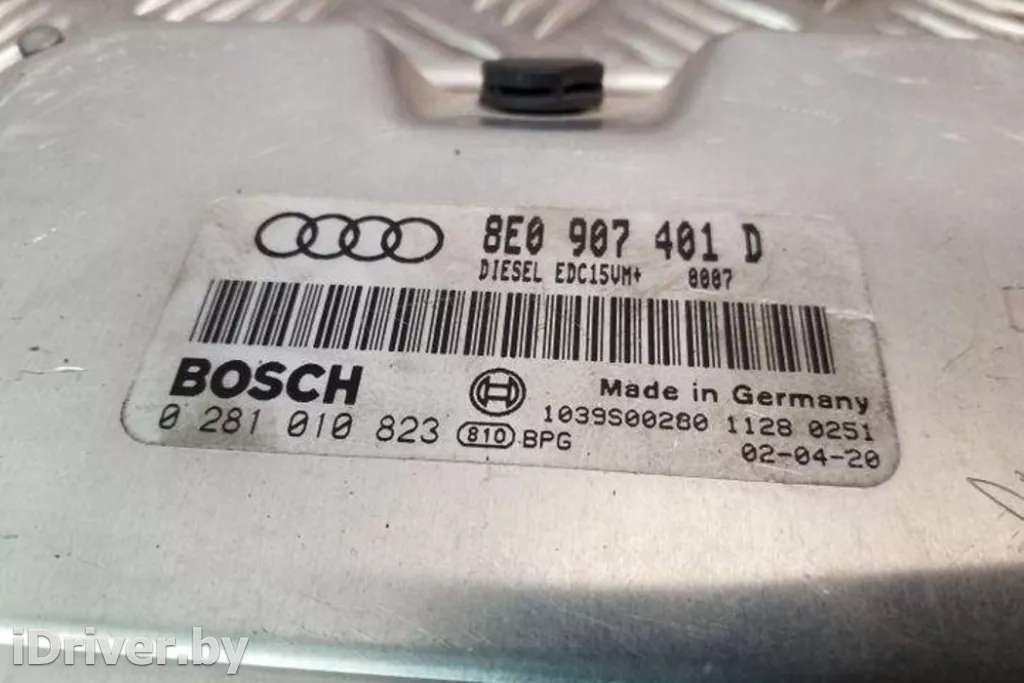 8E0 907 401 D
DIESEL EDC15VM+ 0007
BOSCH
Made in Germany
0 281 010 823 810 BPG
1039S00280 1128 0251
02-04-20
iDriver.by